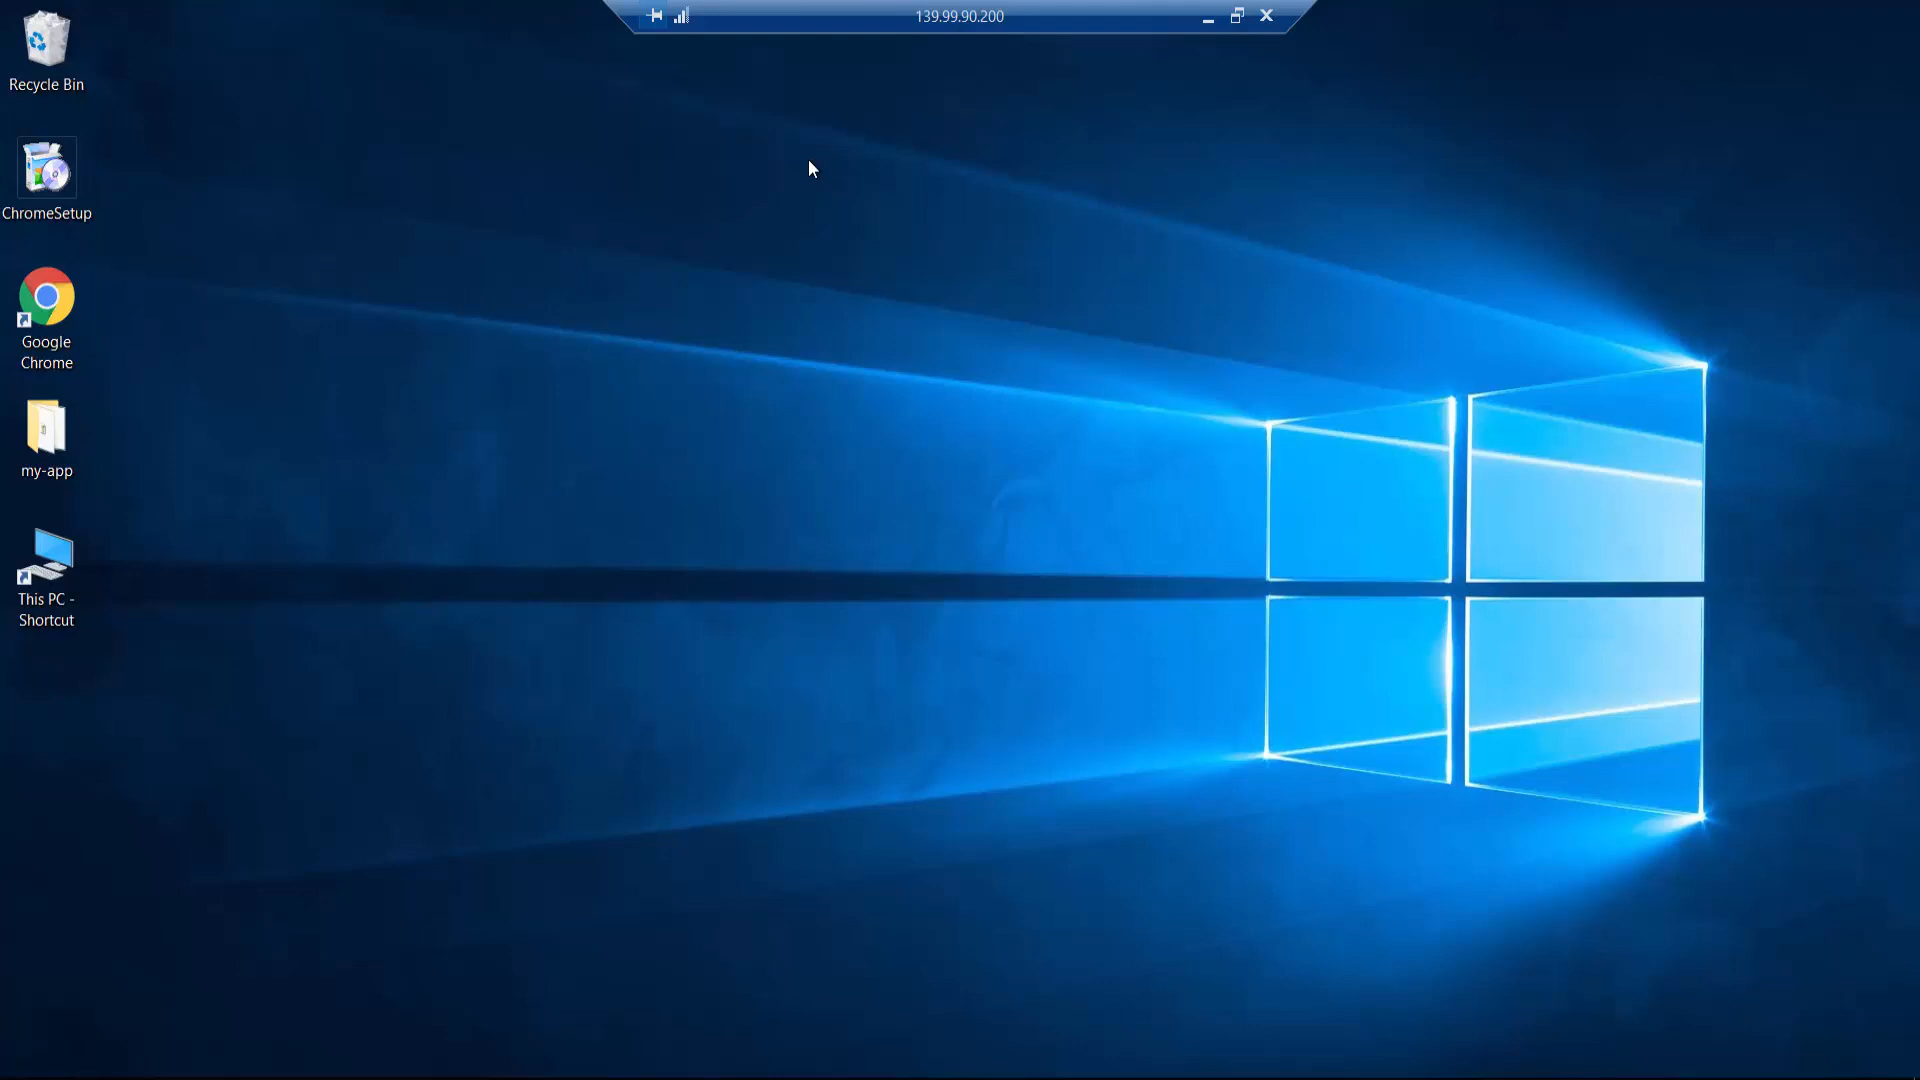 139.99.90.200
Recycle Bin
ChromeSetup
Google
Chrome
my-app
This PC -
Shortcut